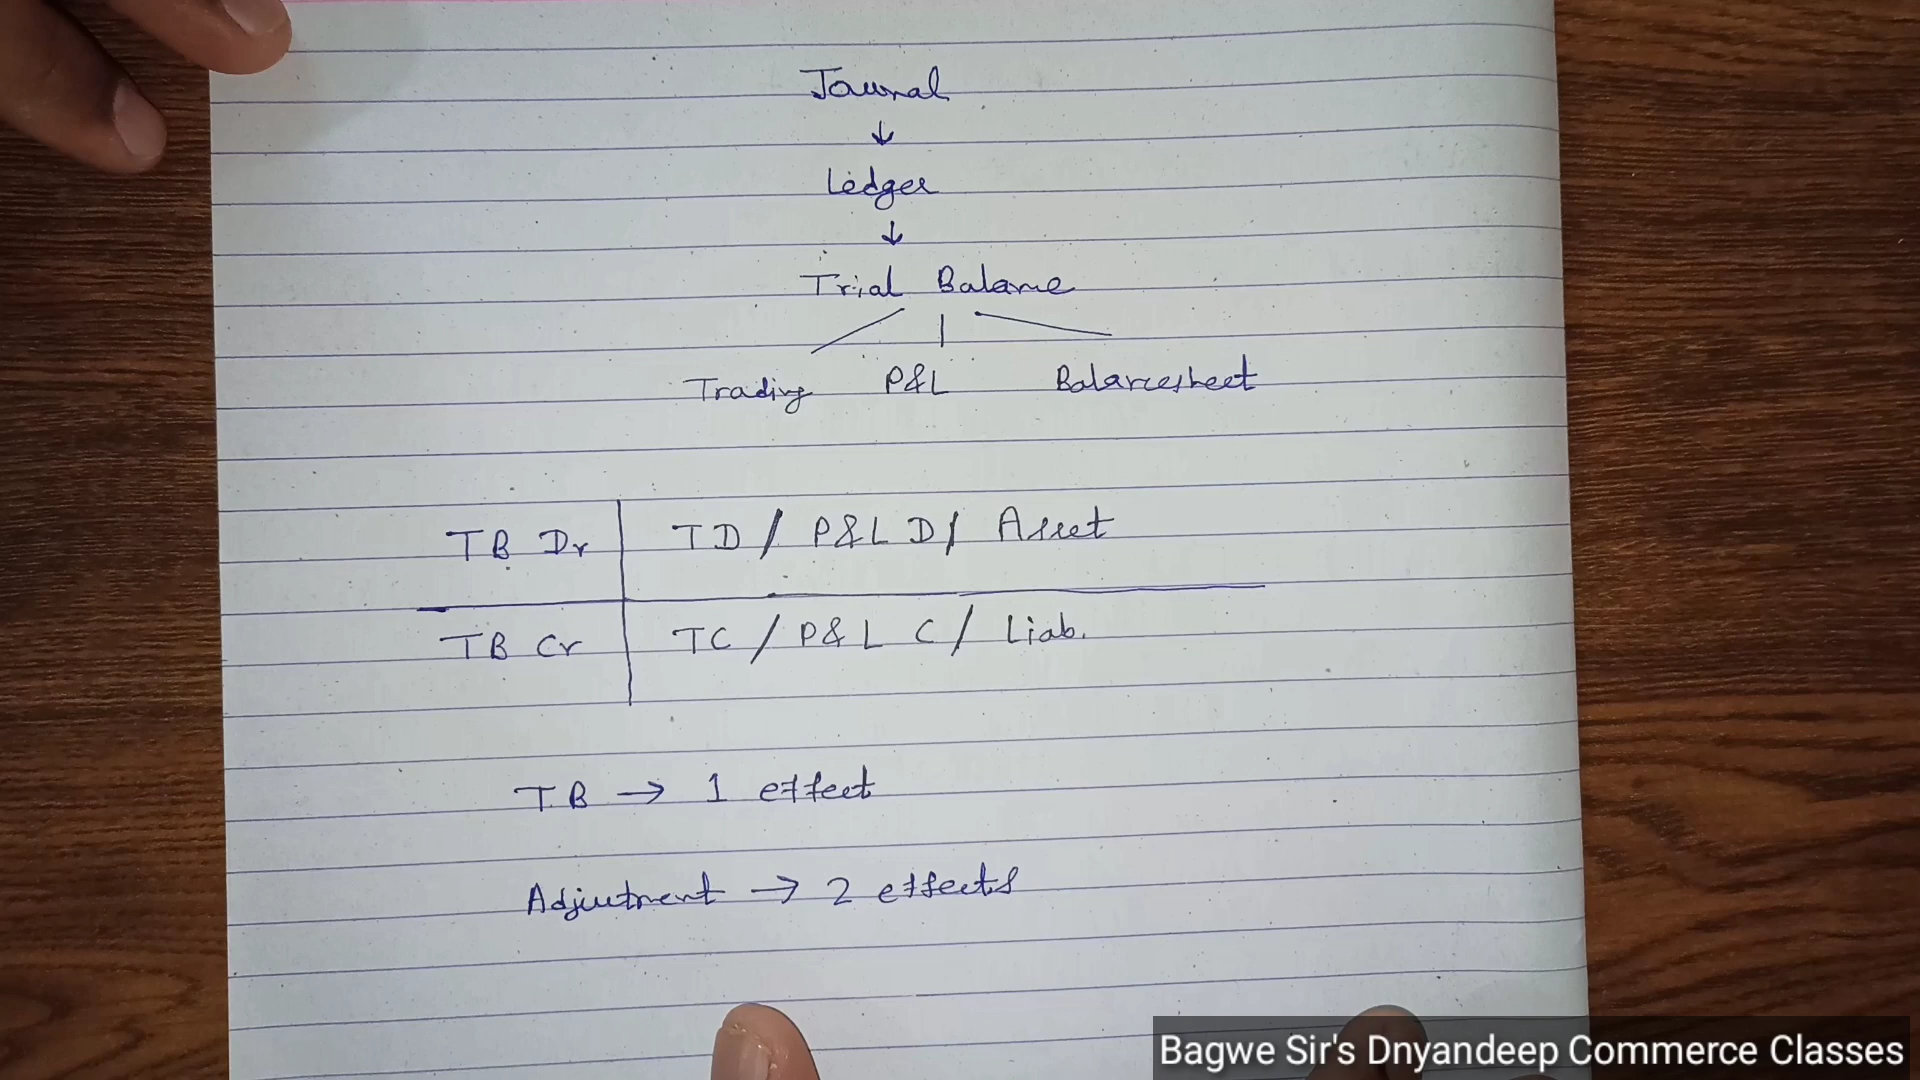 Journal
↓
Ledger
↓
Trial Balance
Trading P&L Balancesheet
TB Dr TD / P&L D/ Asset
TB Cr TC / P&L C/ Liab.
TB → 1 effect
Adjustment → 2 effects
Bagwe Sir's Dnyandeep Commerce Classes